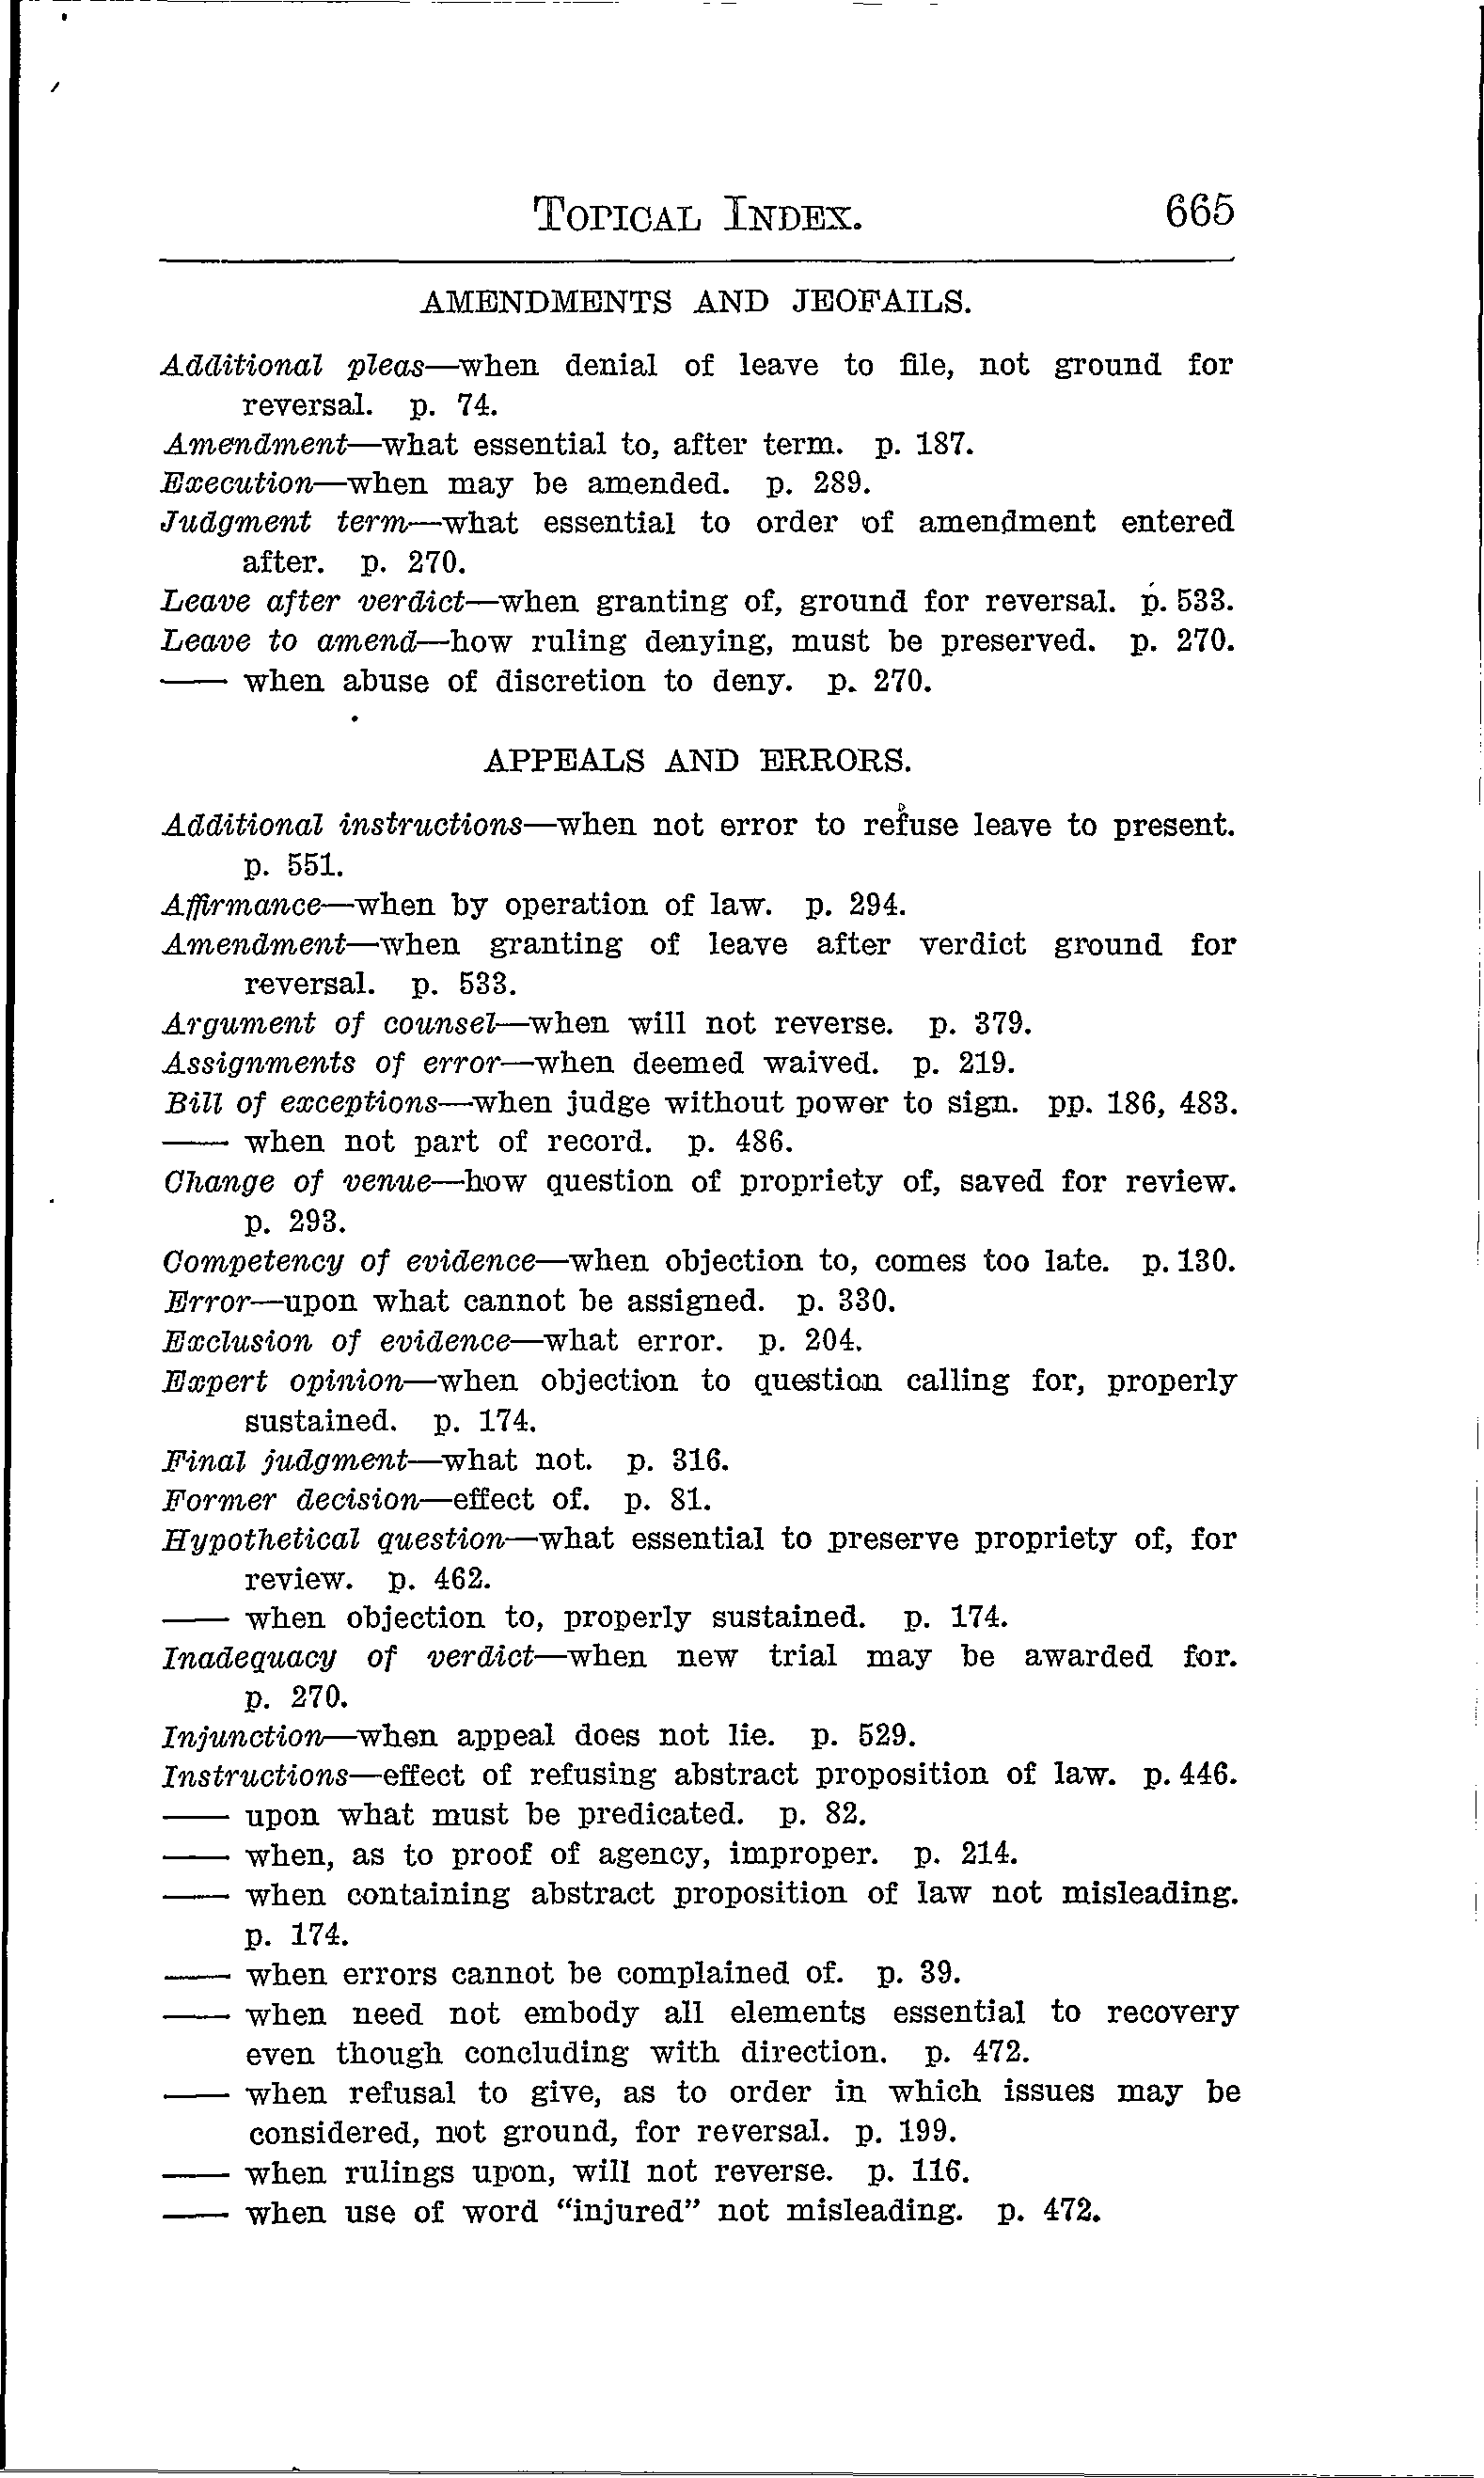 TOPICAL INDEX. 665
AMENDMENTS AND JEOFAILS.
Additional pleas—when denial of leave to file, not ground for
reversal. p. 74.
Amendment—what essential to, after term. p. 187.
Execution—when may be amended. p. 289.
Judgment term—what essential to order of amendment entered
after. p. 270.
Leave after verdict—when granting of, ground for reversal. p. 533.
Leave to amend—how ruling denying, must be preserved. p. 270.
—— when abuse of discretion to deny. p. 270.
APPEALS AND ERRORS.
Additional instructions—when not error to refuse leave to present.
p. 551.
Affirmance—when by operation of law. p. 294.
Amendment—when granting of leave after verdict ground for
reversal. p. 533.
Argument of counsel—when will not reverse. p. 379.
Assignments of error—when deemed waived. p. 219.
Bill of exceptions—when judge without power to sign. pp. 186, 483.
—— when not part of record. p. 486.
Change of venue—how question of propriety of, saved for review.
p. 293.
Competency of evidence—when objection to, comes too late. p. 130.
Error—upon what cannot be assigned. p. 330.
Exclusion of evidence—what error. p. 204.
Expert opinion—when objection to question calling for, properly
sustained. p. 174.
Final judgment—what not. p. 316.
Former decision—effect of. p. 81.
Hypothetical question—what essential to preserve propriety of, for
review. p. 462.
—— when objection to, properly sustained. p. 174.
Inadequacy of verdict—when new trial may be awarded for.
p. 270.
Injunction—when appeal does not lie. p. 529.
Instructions—effect of refusing abstract proposition of law. p. 446.
—— upon what must be predicated. p. 82.
—— when, as to proof of agency, improper. p. 214.
—— when containing abstract proposition of law not misleading.
p. 174.
—— when errors cannot be complained of. p. 39.
—— when need not embody all elements essential to recovery
even though concluding with direction. p. 472.
—— when refusal to give, as to order in which issues may be
considered, not ground, for reversal. p. 199.
—— when rulings upon, will not reverse. p. 116.
—— when use of word "injured" not misleading. p. 472.